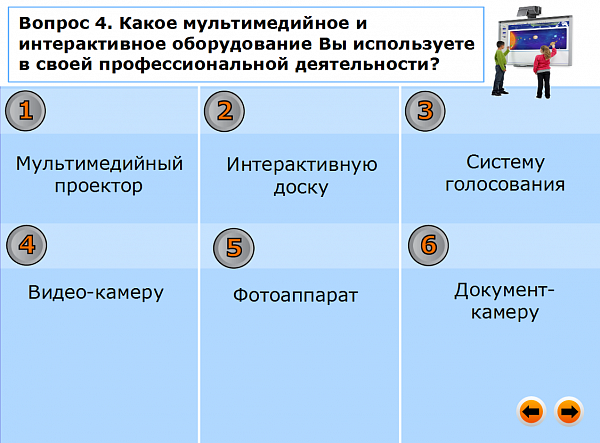 Вопрос 4. Какое мультимедийное и
интерактивное оборудование Вы используете
в своей профессиональной деятельности?
1
2
3
Мультимедийный
проектор
Интерактивную
доску
Систему
голосования
4
5
6
Видео-камеру
Фотоаппарат
Документ-
камеру